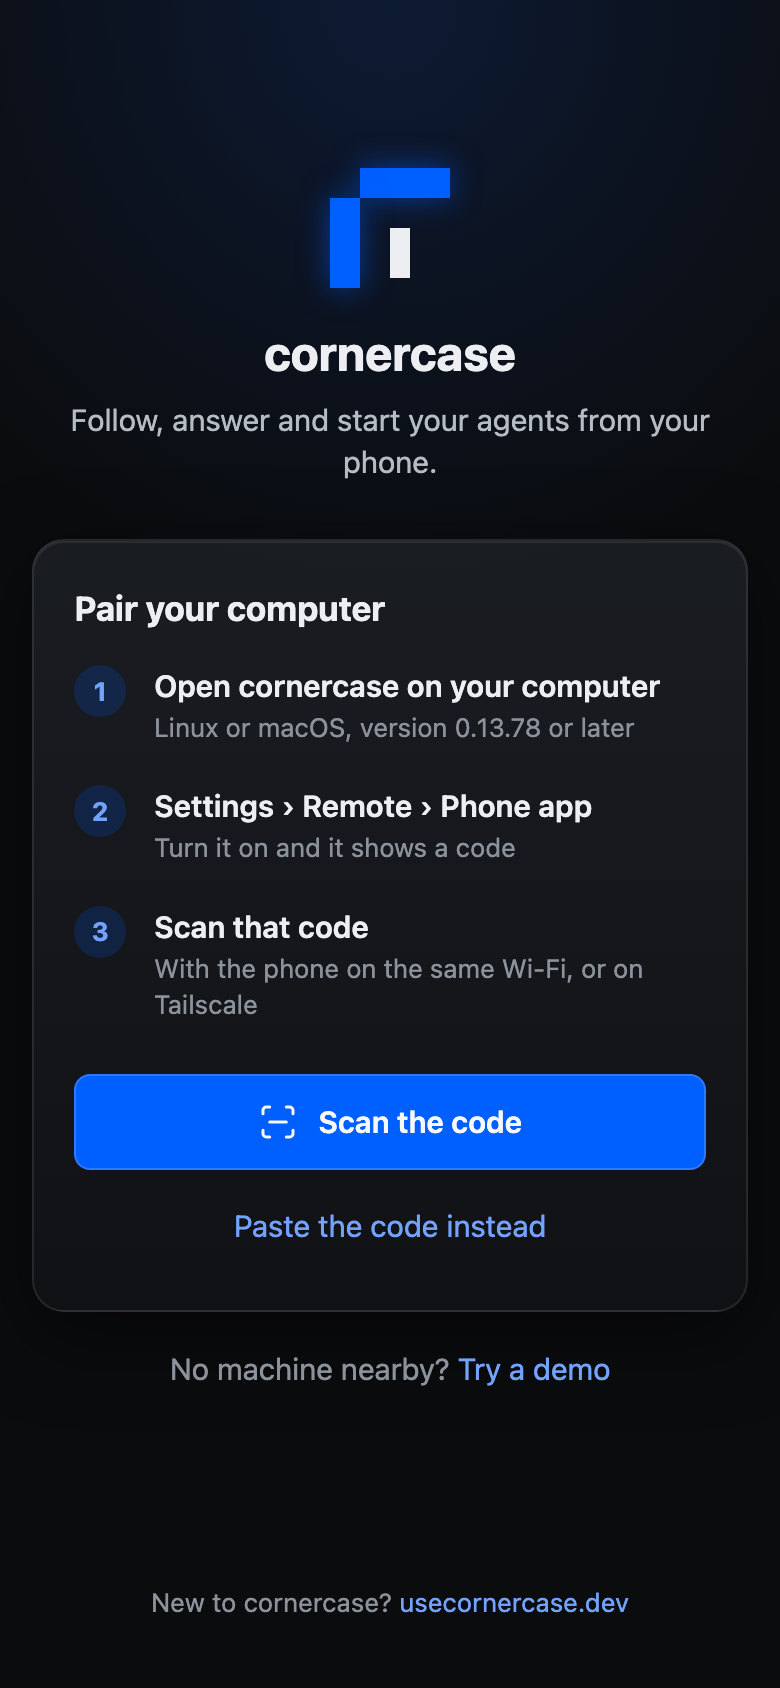 cornercase
Follow, answer and start your agents from your
phone.
Pair your computer
1
Open cornercase on your computer
Linux or macOS, version 0.13.78 or later
2
Settings › Remote › Phone app
Turn it on and it shows a code
3
Scan that code
With the phone on the same Wi-Fi, or on
Tailscale
Scan the code
Paste the code instead
No machine nearby? Try a demo
New to cornercase? usecornercase.dev